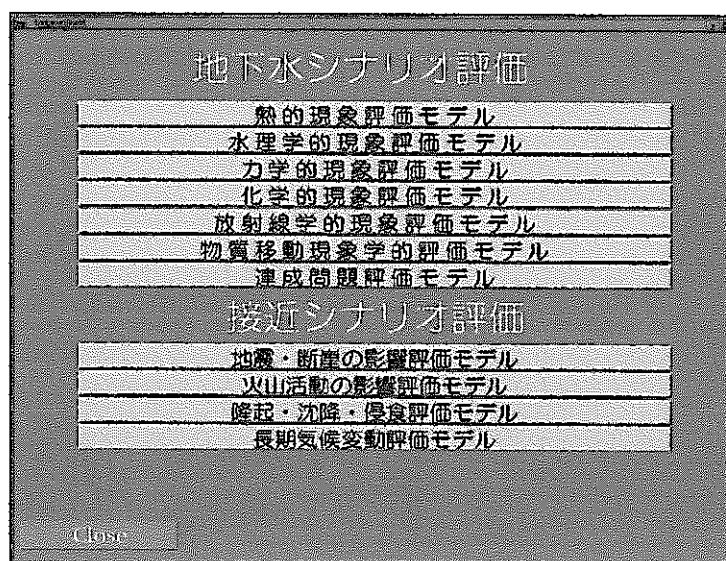 地下水シナリオ評価
熱的現象評価モデル
水理学的現象評価モデル
力学的現象評価モデル
化学的現象評価モデル
放射線学的現象評価モデル
物質移動現象学的評価モデル
連成問題評価モデル
接近シナリオ評価
地震・断層の影響評価モデル
火山活動の影響評価モデル
隆起・沈降・侵食評価モデル
長期気候変動評価モデル
Close